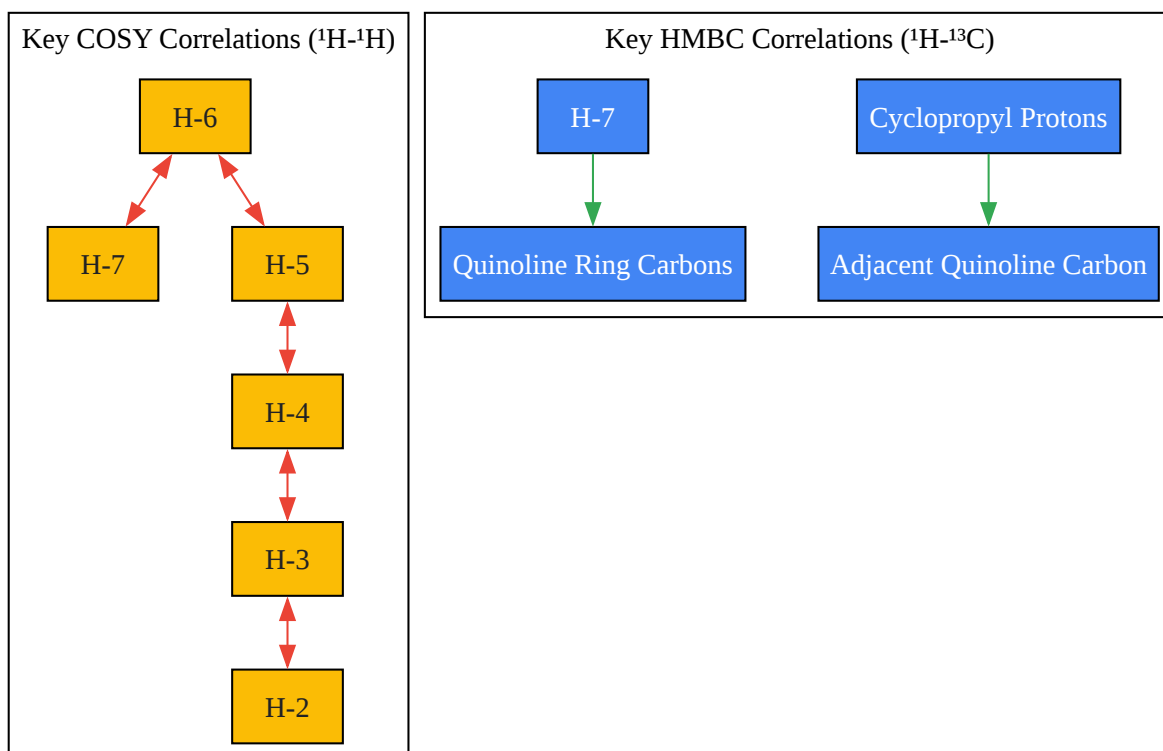 Key COSY Correlations (¹H-¹H)
H-6
H-7
H-5
H-4
H-3
H-2
Key HMBC Correlations (¹H-¹³C)
H-7
Cyclopropyl Protons
Quinoline Ring Carbons
Adjacent Quinoline Carbon